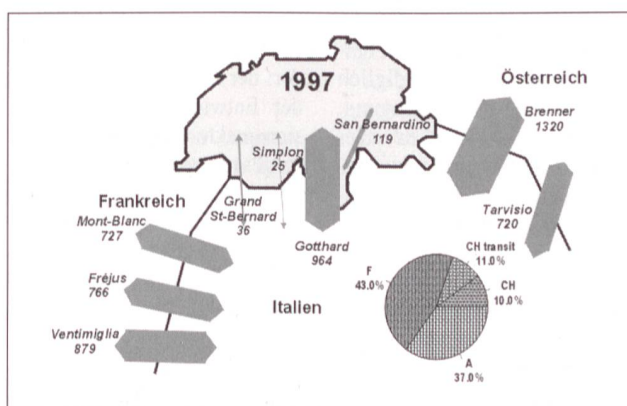 1997
Österreich
Brenner
1320
San Bernardino
119
Simplon
25
Tarvisio
720
Frankreich
Mont-Blanc
727
Grand
St-Bernard
36
Gotthard
964
Fréjus
766
Italien
Ventimiglia
879
CH transit
11.0%
F
43.0%
CH
10.0%
A
37.0%